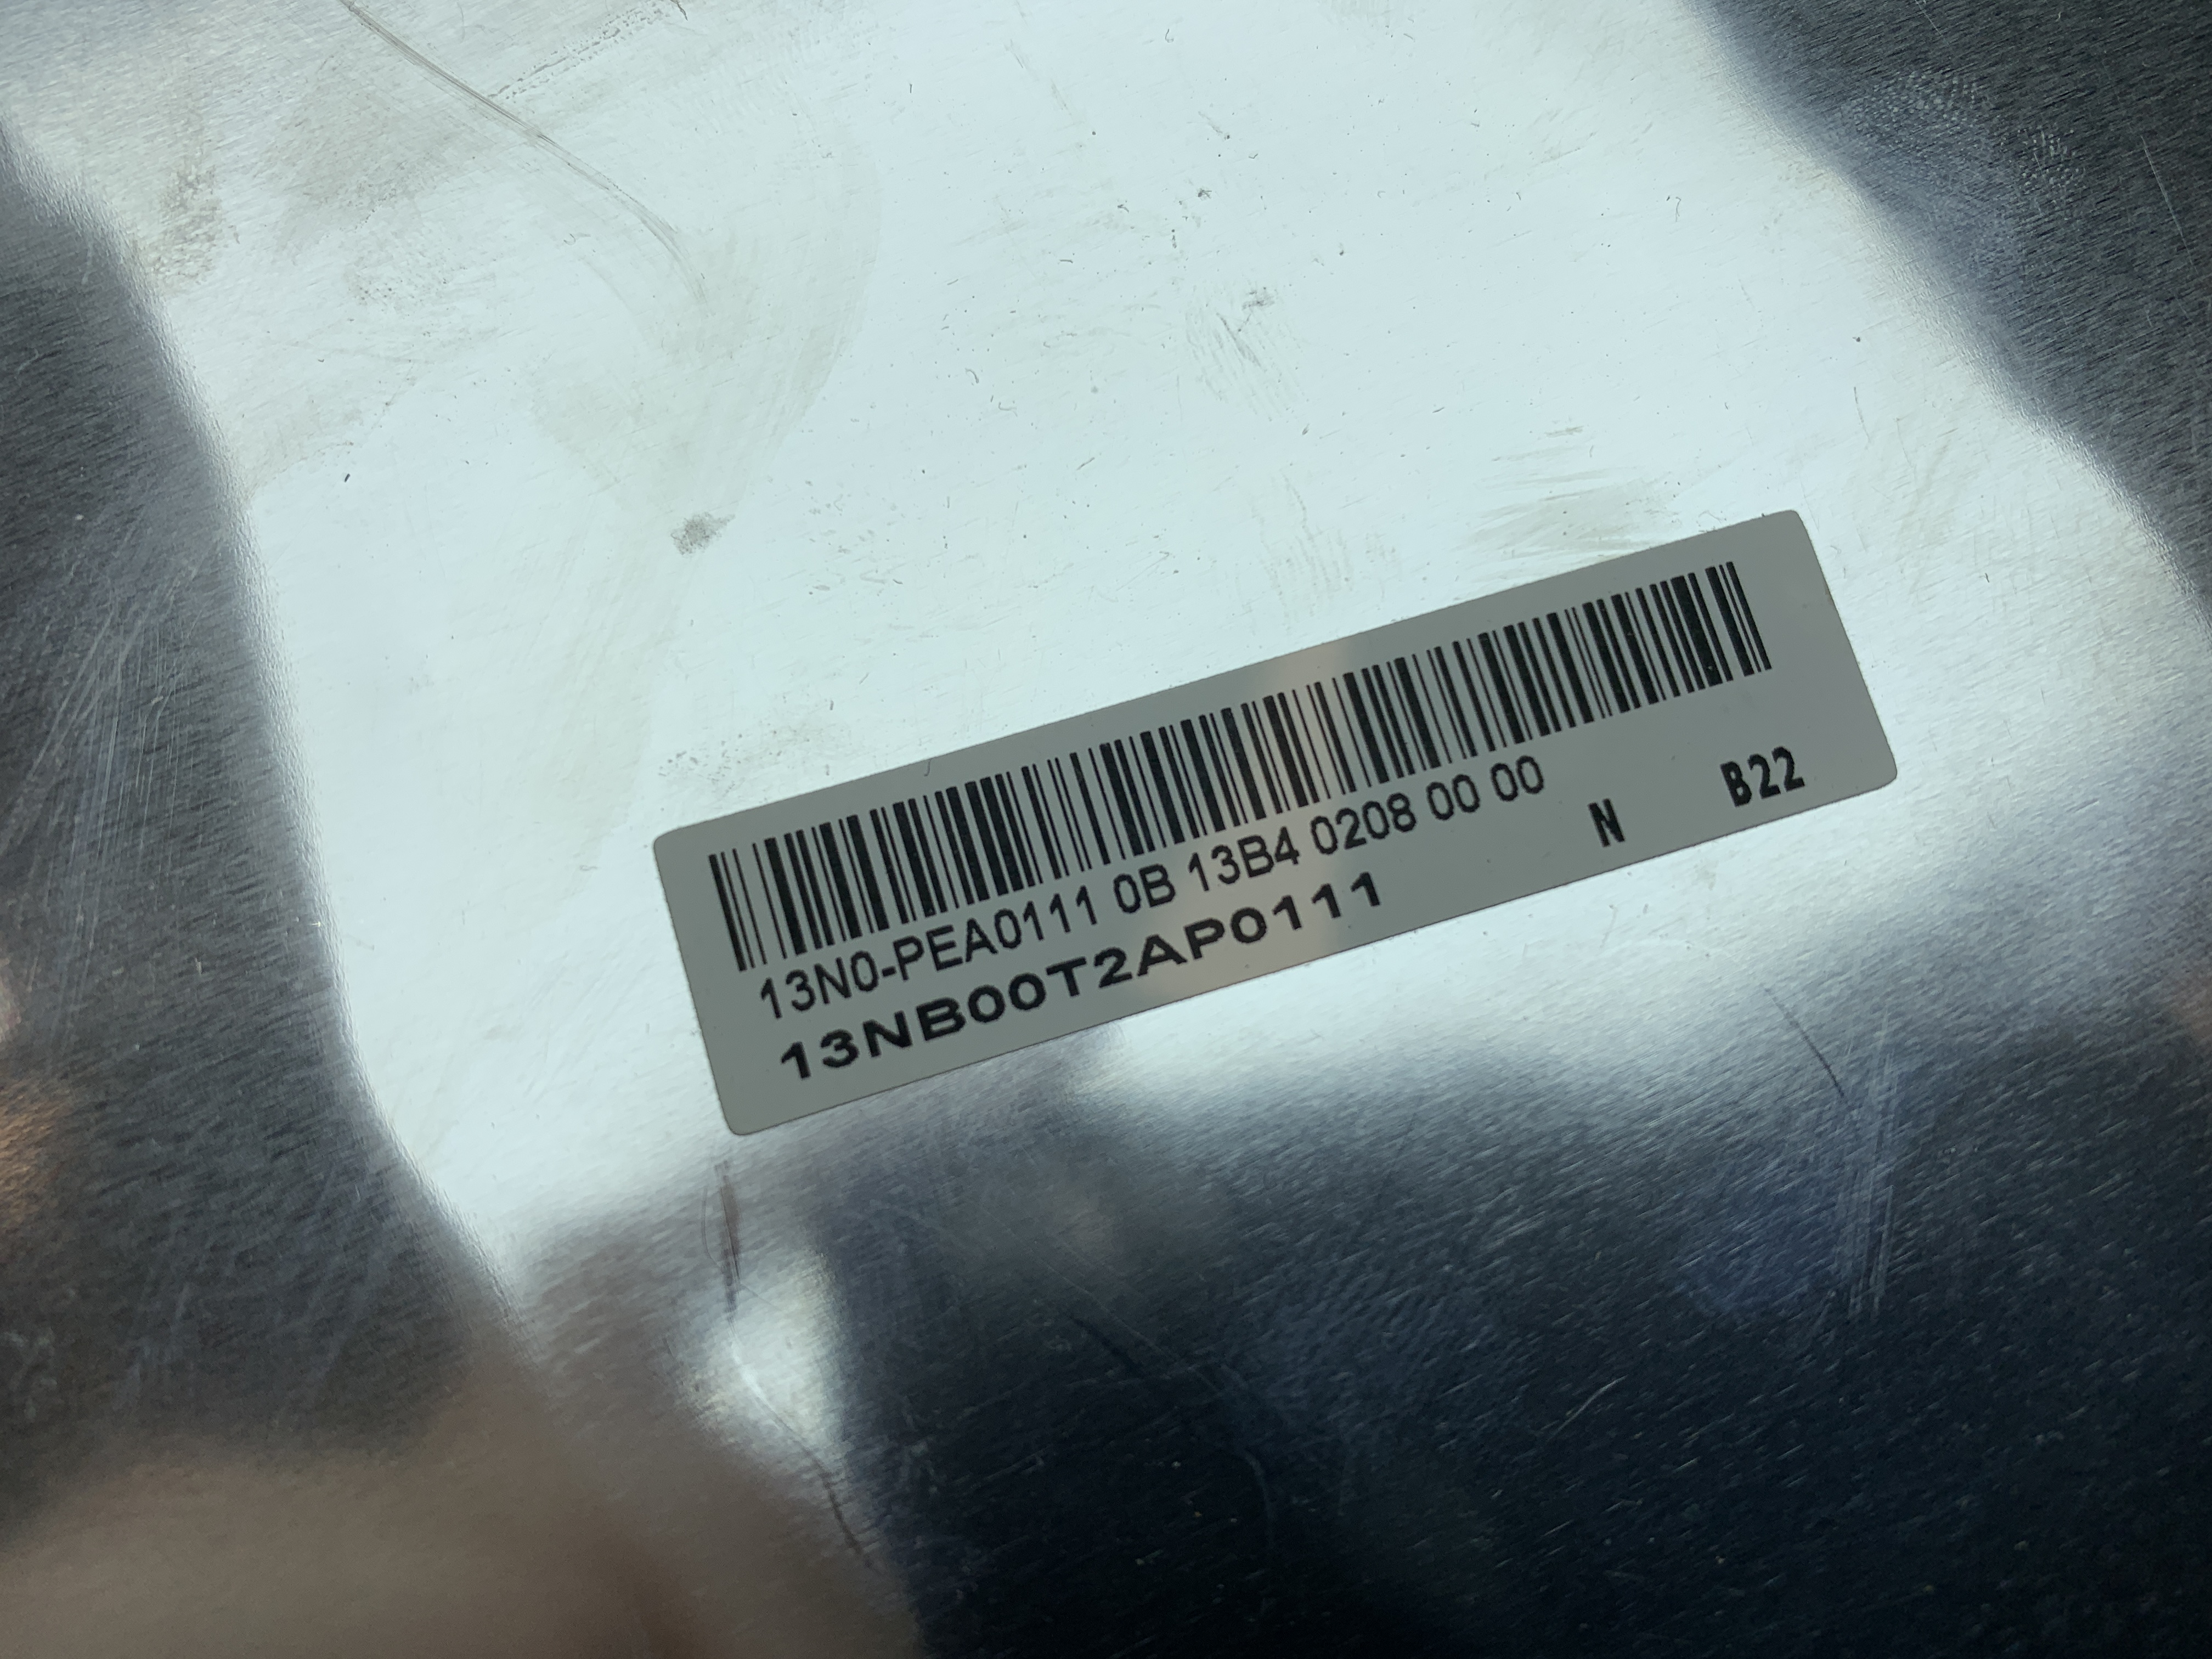 13N0-PEA0111 0B 13B4 0208 00 00
13NB00T2AP0111 N B22